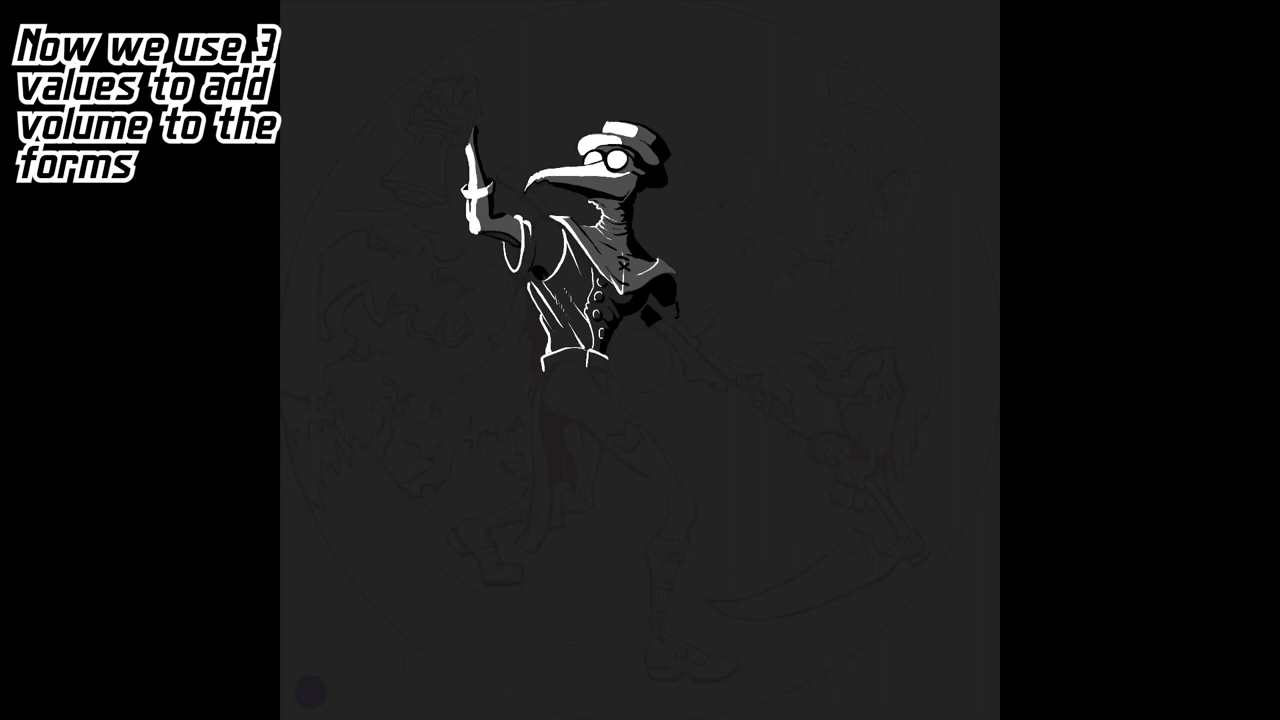 Now we use 3
values to add
volume to the
forms